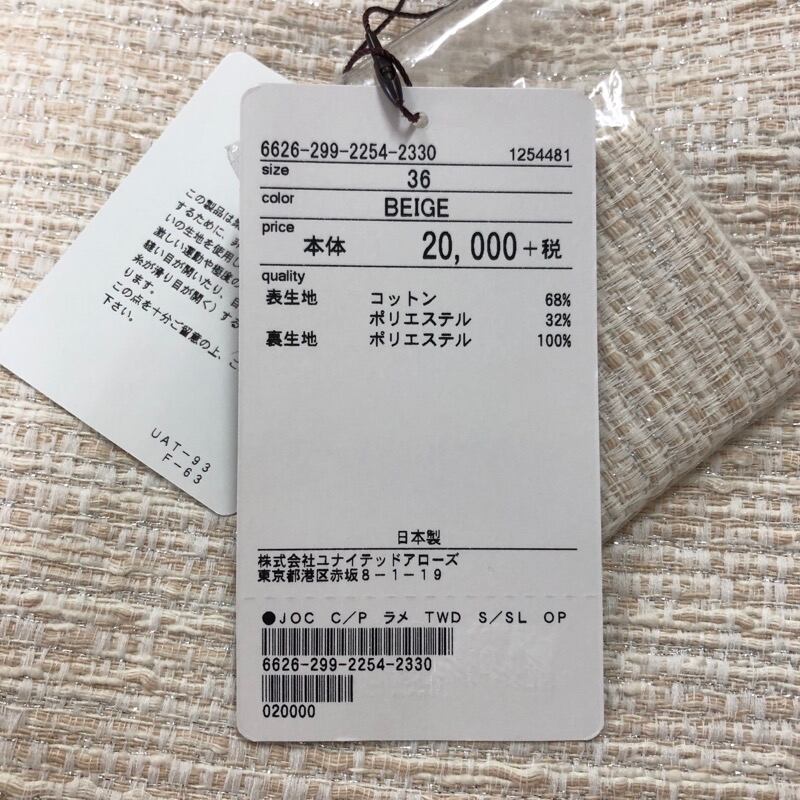 6626-299-2254-2330 1254481
size 36
color BEIGE
price 本体 20,000+税
quality
表生地 コットン 68%
ポリエステル 32%
裏生地 ポリエステル 100%
日本製
株式会社ユナイテッドアローズ
東京都港区赤坂8-1-19
●JOC C/P ラメ TWD S/SL OP
6626-299-2254-2330
020000
この製品は
するために、
いの生地を使用し
激しい運動や極度の
縫い目が開いたり、
糸が滑り目が開く)する
ります。
この点を十分ご留意の上、
下さい。
UAT-93
F-63